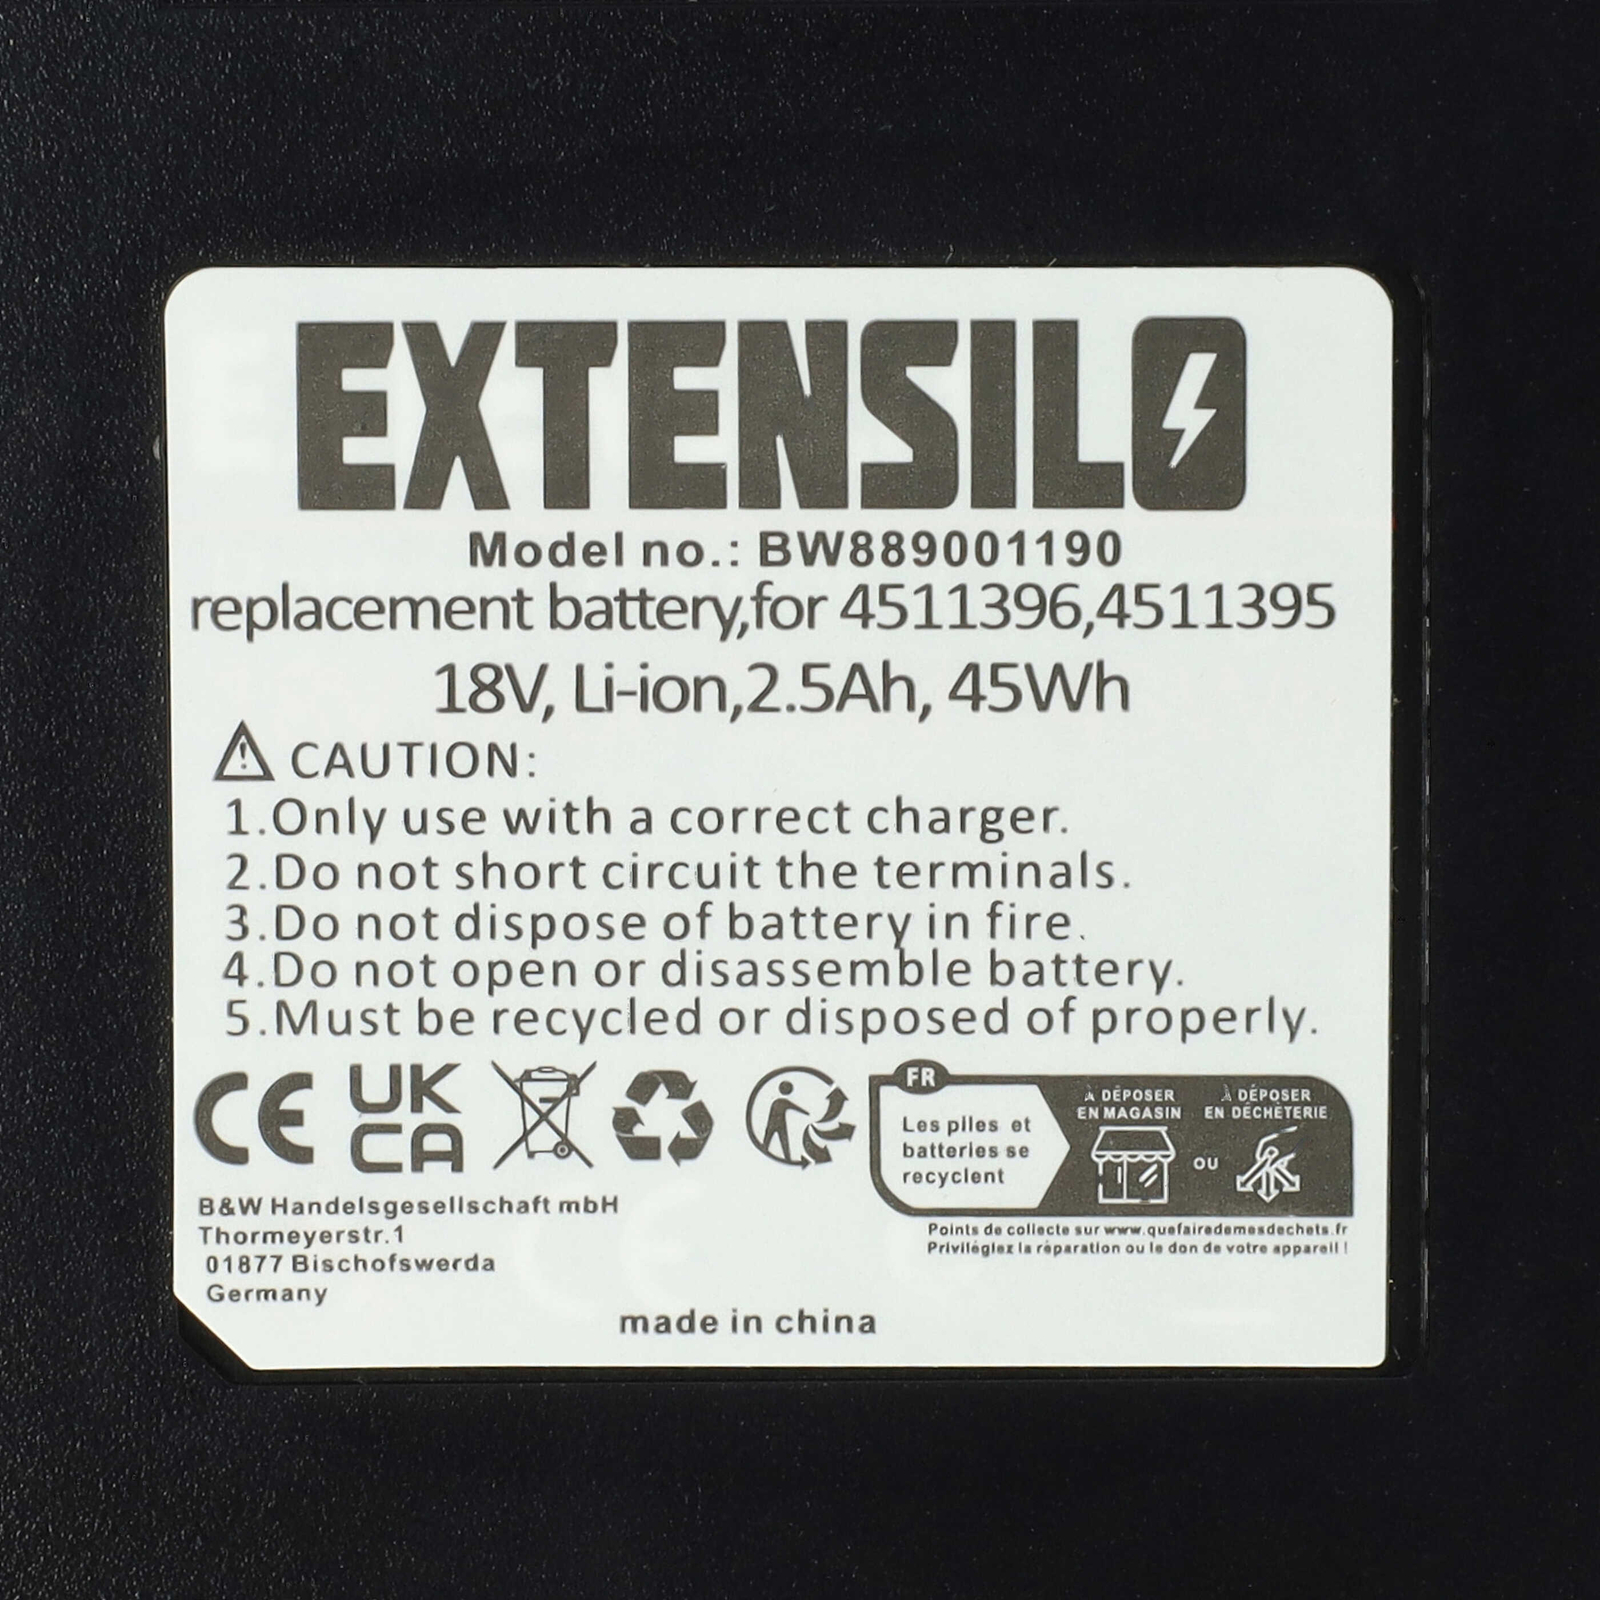 EXTENSILO
Model no.: BW889001190
replacement battery,for 4511396,4511395
18V, Li-ion,2.5Ah, 45Wh
CAUTION:
1.Only use with a correct charger.
2.Do not short circuit the terminals.
3.Do not dispose of battery in fire.
4.Do not open or disassemble battery.
5.Must be recycled or disposed of properly.
CE
UK
CA
FR
Les piles et
batteries se
recyclent
À DÉPOSER
EN MAGASIN
OU
À DÉPOSER
EN DÉCHÈTERIE
Points de collecte sur www.quefairedemesdechets.fr
Privilégiez la réparation ou le don de votre appareil !
B&W Handelsgesellschaft mbH
Thormeyerstr.1
01877 Bischofswerda
Germany
made in china